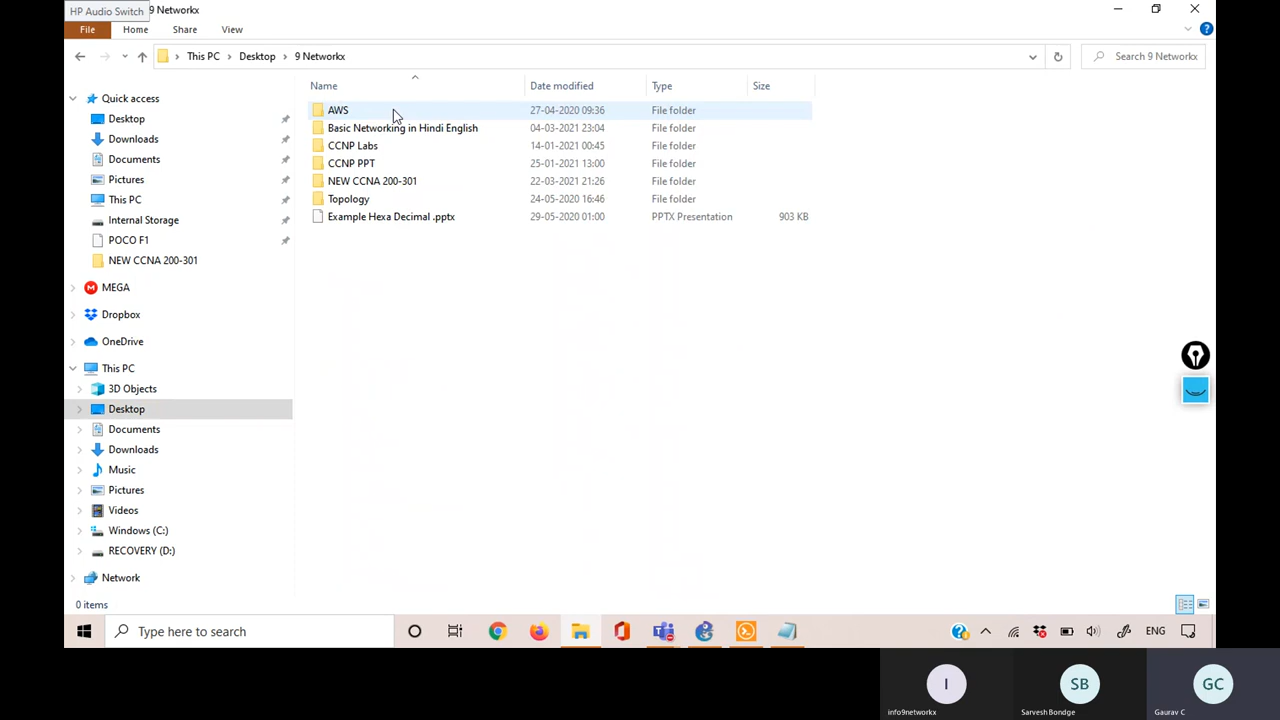 HP Audio Switch
9 Networkx
File Home Share View
This PC Desktop 9 Networkx Search 9 Networkx
Name Date modified Type Size
Quick access
Desktop
Downloads
Documents
Pictures
This PC
Internal Storage
POCO F1
NEW CCNA 200-301
MEGA
Dropbox
OneDrive
This PC
3D Objects
Desktop
Documents
Downloads
Music
Pictures
Videos
Windows (C:)
RECOVERY (D:)
Network
AWS 27-04-2020 09:36 File folder
Basic Networking in Hindi English 04-03-2021 23:04 File folder
CCNP Labs 14-01-2021 00:45 File folder
CCNP PPT 25-01-2021 13:00 File folder
NEW CCNA 200-301 22-03-2021 21:26 File folder
Topology 24-05-2020 16:46 File folder
Example Hexa Decimal .pptx 29-05-2020 01:00 PPTX Presentation 903 KB
0 items
Type here to search ENG
I SB GC
info9networkx Sarvesh Bondge Gaurav C